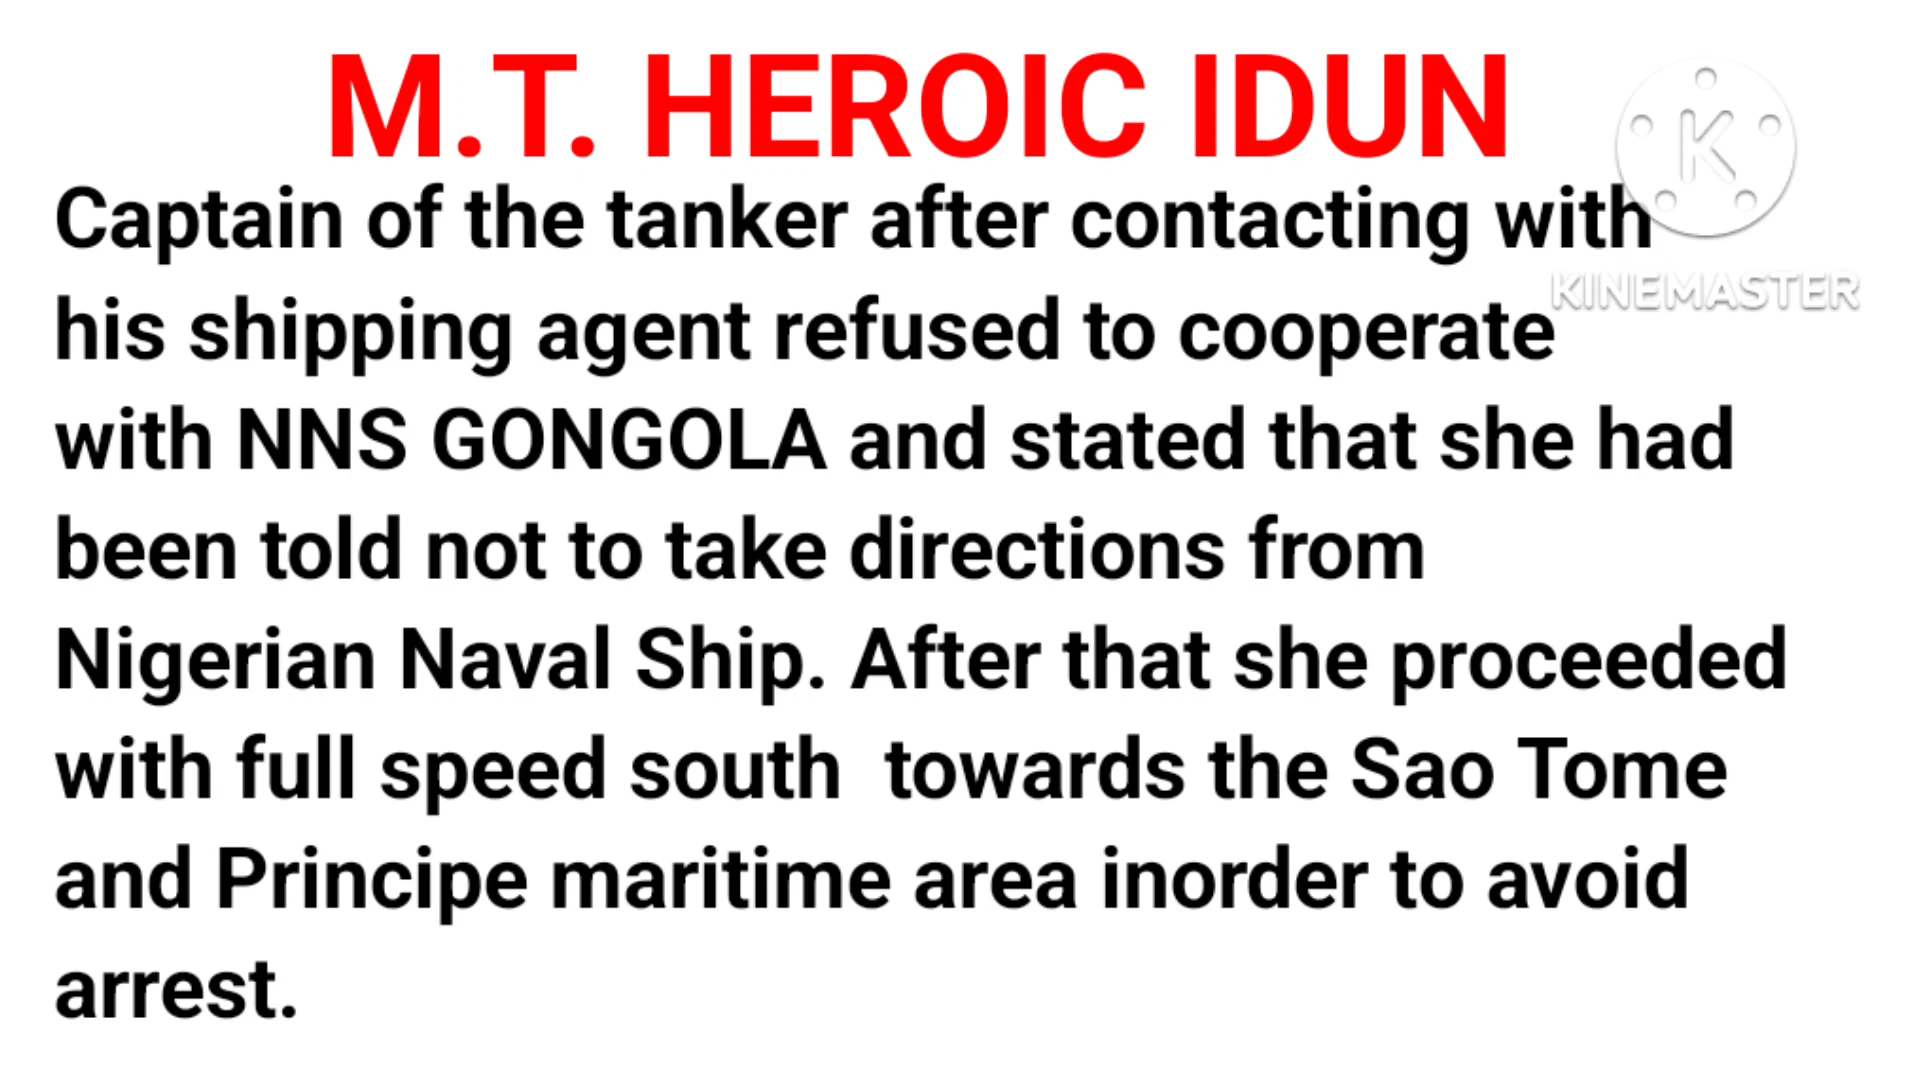 M.T. HEROIC IDUN
Captain of the tanker after contacting with
his shipping agent refused to cooperate
with NNS GONGOLA and stated that she had
been told not to take directions from
Nigerian Naval Ship. After that she proceeded
with full speed south  towards the Sao Tome
and Principe maritime area inorder to avoid
arrest.
K
KINEMASTER